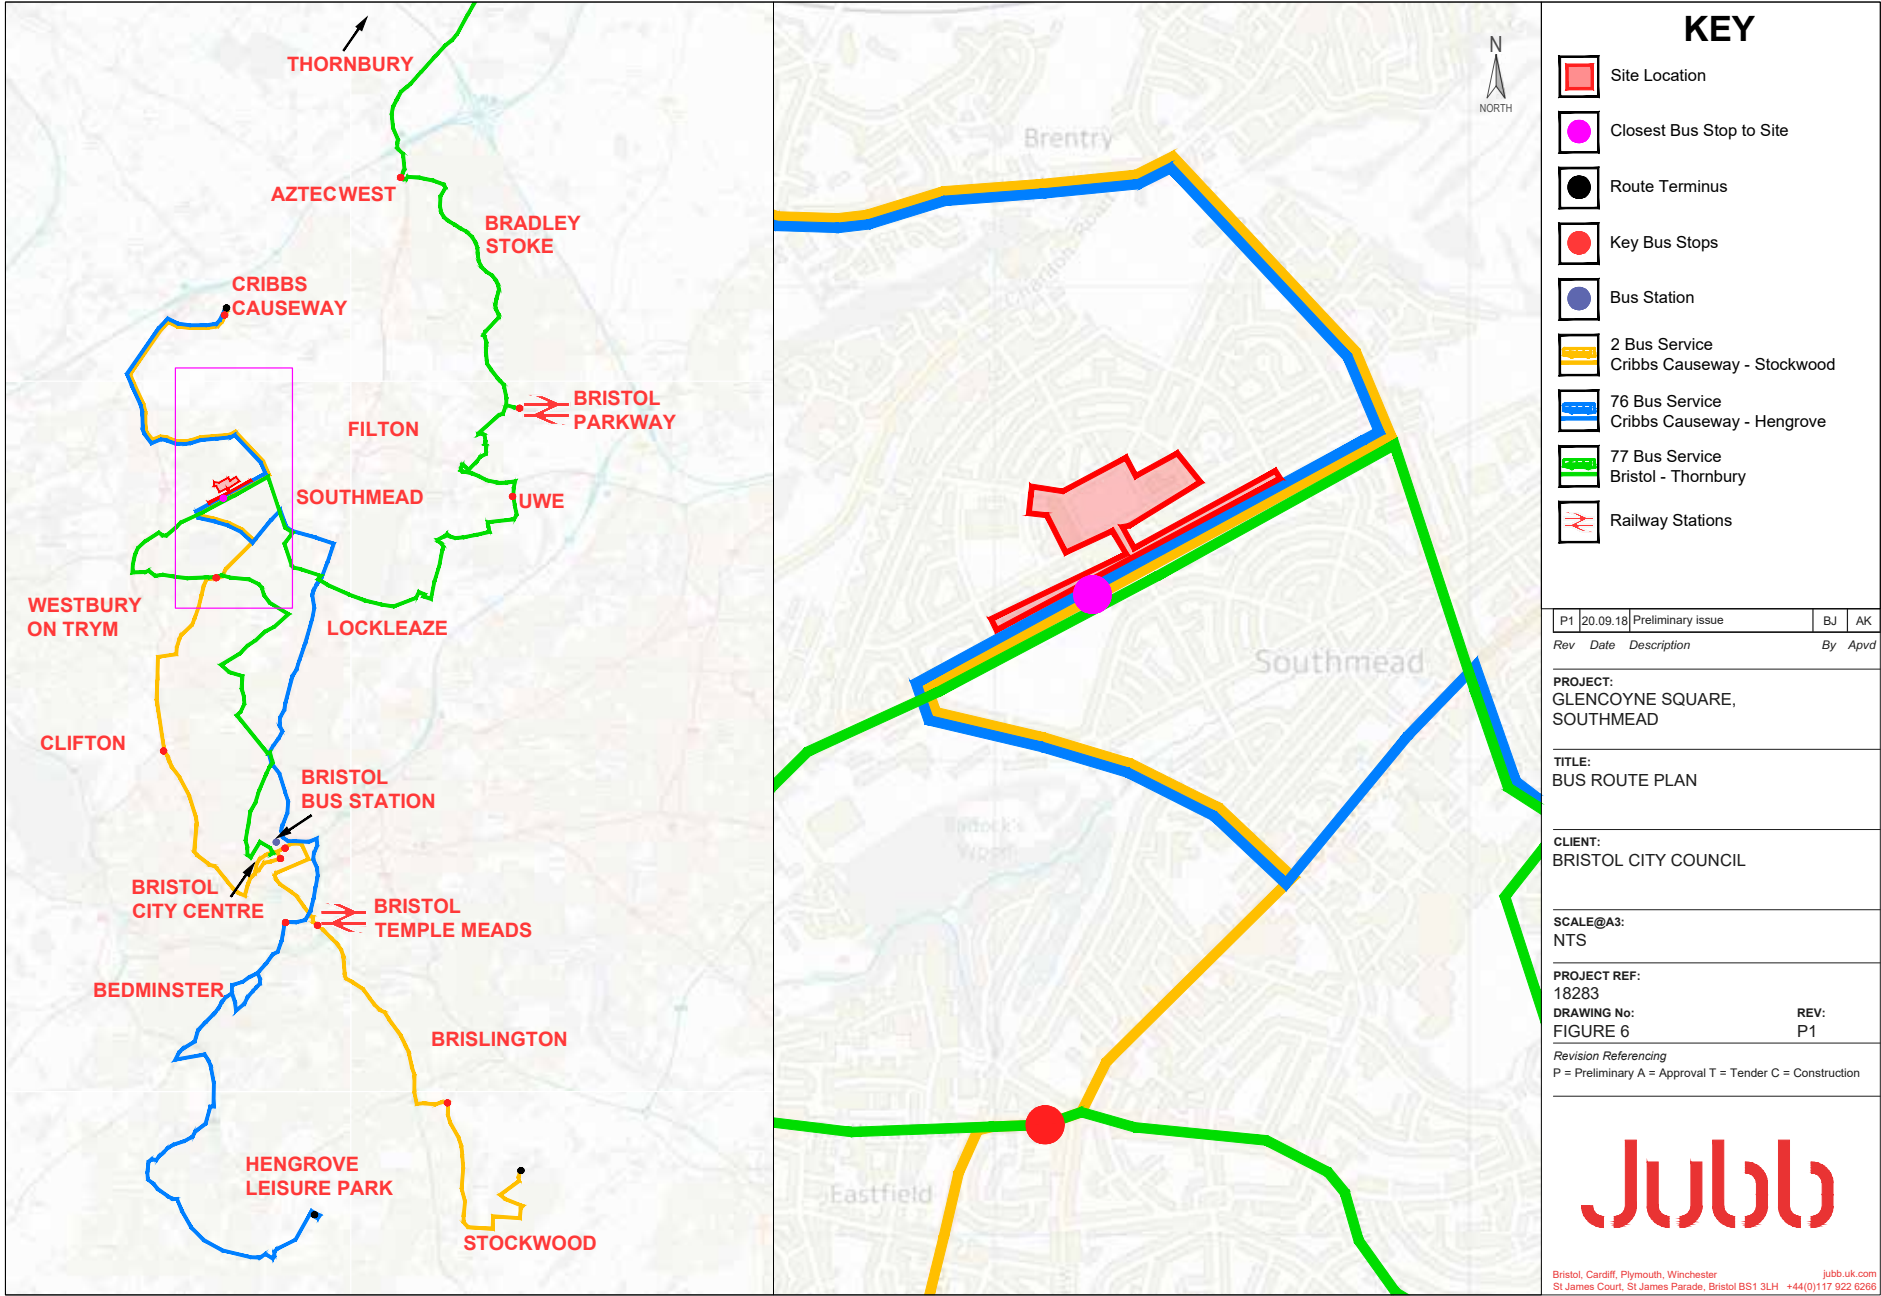 THORNBURY
AZTECWEST
BRADLEY
STOKE
CRIBBS
CAUSEWAY
BRISTOL
PARKWAY
FILTON
SOUTHMEAD
UWE
WESTBURY
ON TRYM
LOCKLEAZE
CLIFTON
BRISTOL
BUS STATION
BRISTOL
CITY CENTRE
BRISTOL
TEMPLE MEADS
BEDMINSTER
BRISLINGTON
HENGROVE
LEISURE PARK
STOCKWOOD
N
NORTH
Brentry
Southmead
Eastfield
KEY
Site Location
Closest Bus Stop to Site
Route Terminus
Key Bus Stops
Bus Station
2 Bus Service
Cribbs Causeway - Stockwood
76 Bus Service
Cribbs Causeway - Hengrove
77 Bus Service
Bristol - Thornbury
Railway Stations
P1 20.09.18 Preliminary issue BJ AK
Rev Date Description By Apvd
PROJECT:
GLENCOYNE SQUARE,
SOUTHMEAD
TITLE:
BUS ROUTE PLAN
CLIENT:
BRISTOL CITY COUNCIL
SCALE@A3:
NTS
PROJECT REF:
18283
DRAWING No: REV:
FIGURE 6 P1
Revision Referencing
P = Preliminary A = Approval T = Tender C = Construction
Jubb
Bristol, Cardiff, Plymouth, Winchester jubb.uk.com
St James Court, St James Parade, Bristol BS1 3LH +44(0)117 922 6266